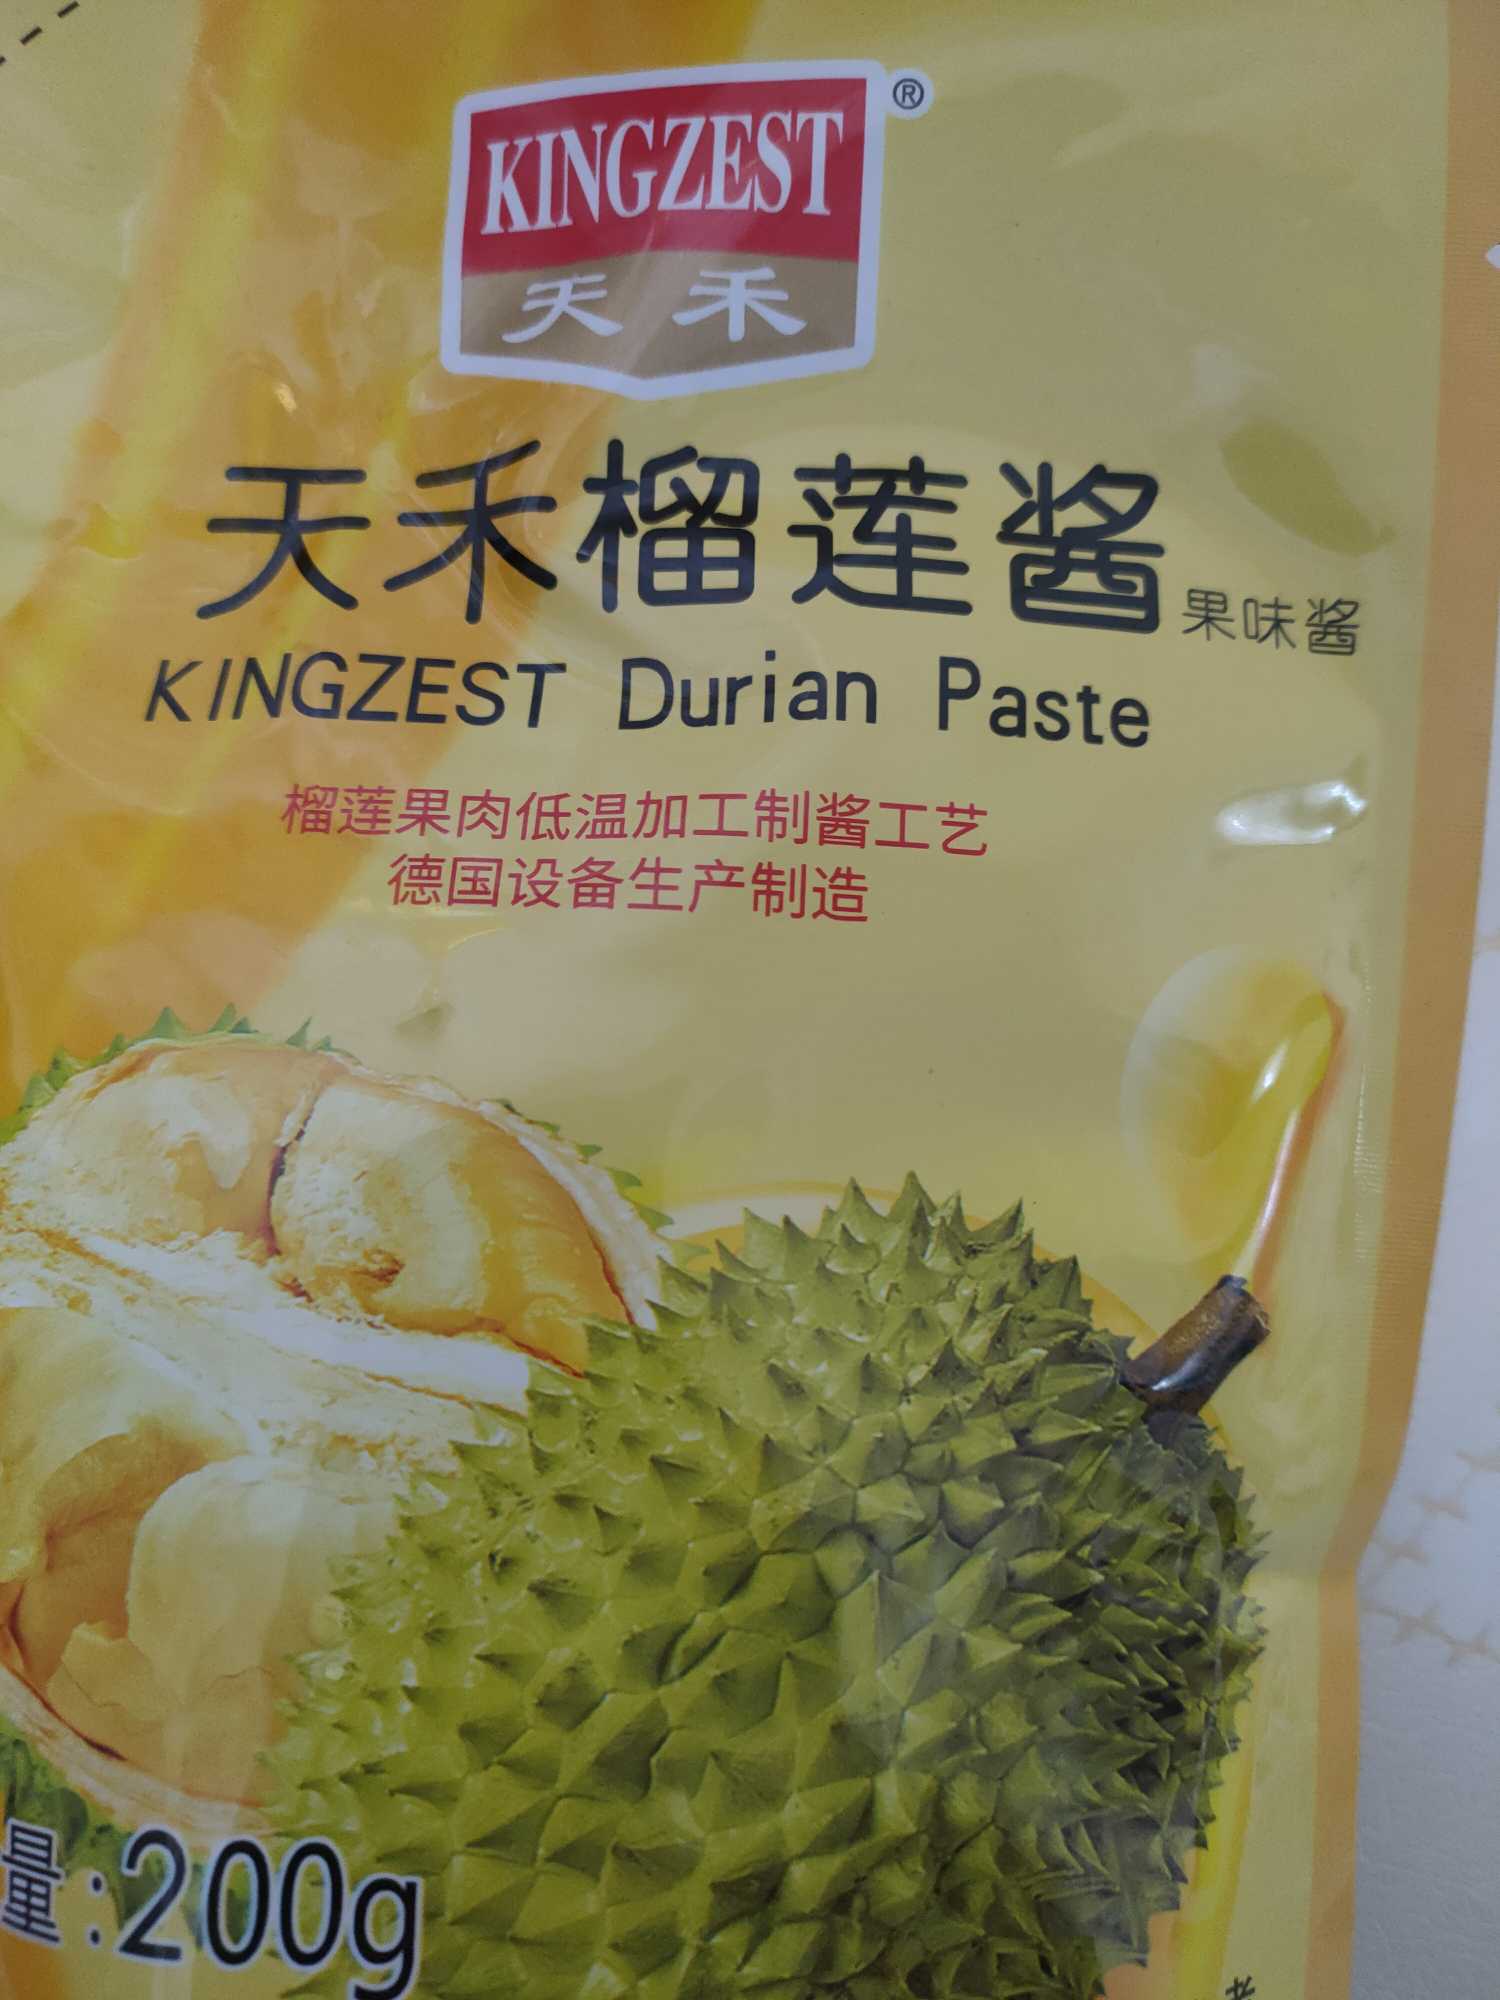 KINGZEST®
天禾
天禾榴莲酱 果味酱
KINGZEST Durian Paste
榴莲果肉低温加工制酱工艺
德国设备生产制造
量:200g